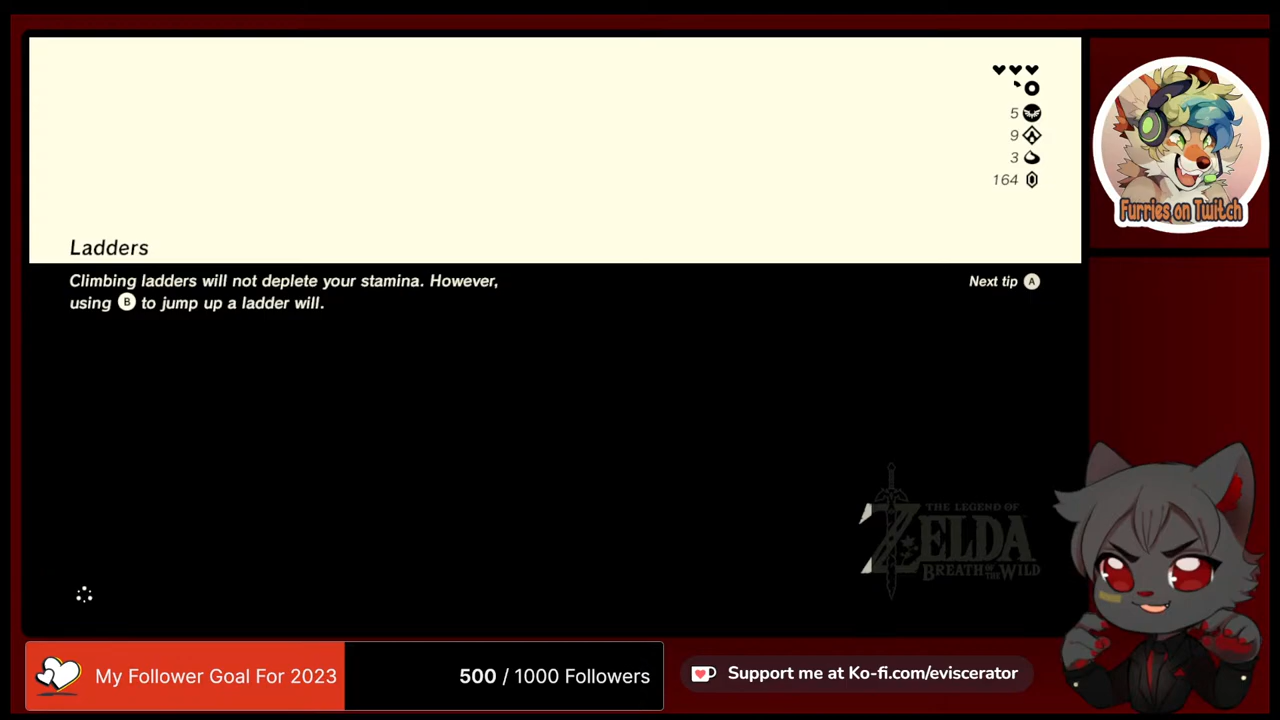 5
9
3
164
Ladders
Climbing ladders will not deplete your stamina. However,
using B to jump up a ladder will.
Next tip A
THE LEGEND OF
ZELDA
BREATH OF THE WILD
Furries on Twitch
My Follower Goal For 2023
500 / 1000 Followers
Support me at Ko-fi.com/eviscerator